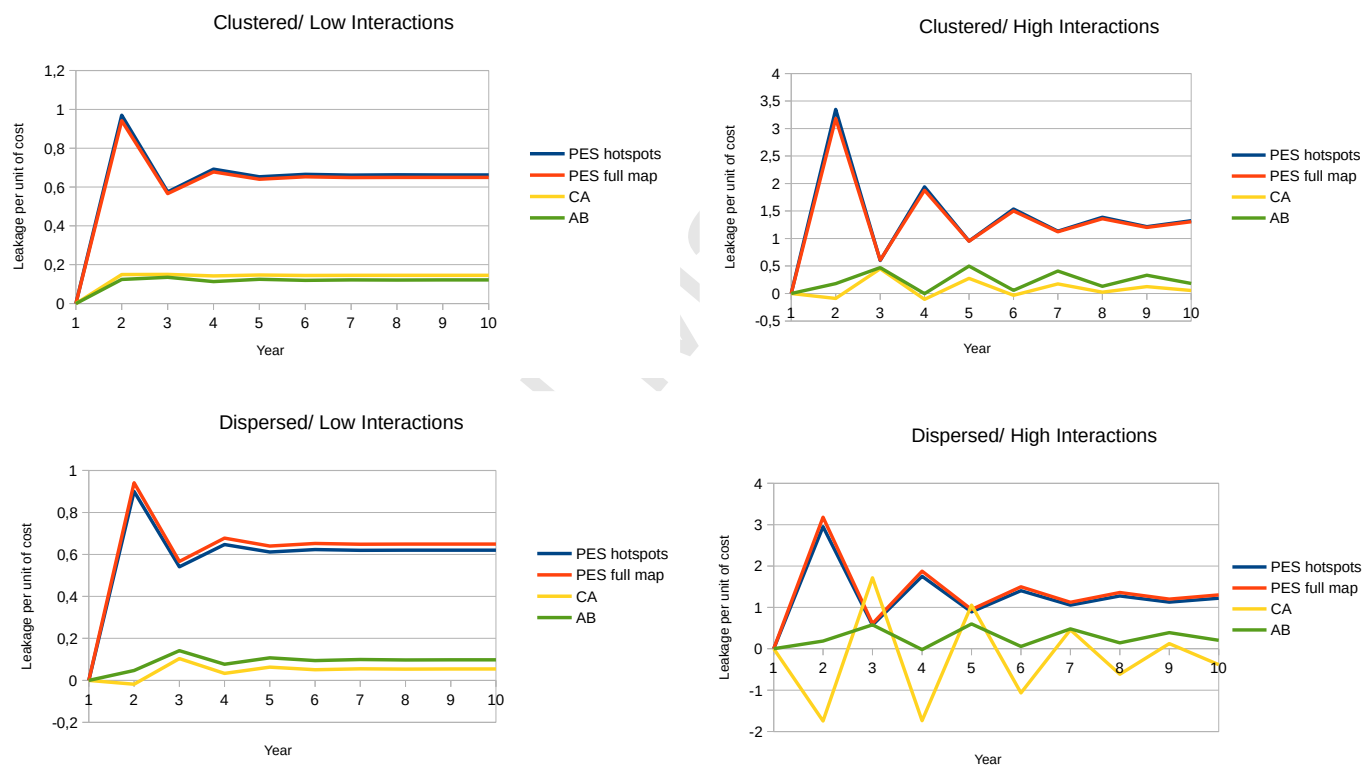 Clustered/ Low Interactions
Leakage per unit of cost
1,2
1
0,8
0,6
0,4
0,2
0
1 2 3 4 5 6 7 8 9 10
Year
PES hotspots
PES full map
CA
AB
Clustered/ High Interactions
Leakage per unit of cost
4
3,5
3
2,5
2
1,5
1
0,5
0
-0,5
1 2 3 4 5 6 7 8 9 10
Year
PES hotspots
PES full map
CA
AB
Dispersed/ Low Interactions
Leakage per unit of cost
1
0,8
0,6
0,4
0,2
0
-0,2
1 2 3 4 5 6 7 8 9 10
Year
PES hotspots
PES full map
CA
AB
Dispersed/ High Interactions
Leakage per unit of cost
4
3
2
1
0
-1
-2
1 2 3 4 5 6 7 8 9 10
Year
PES hotspots
PES full map
CA
AB